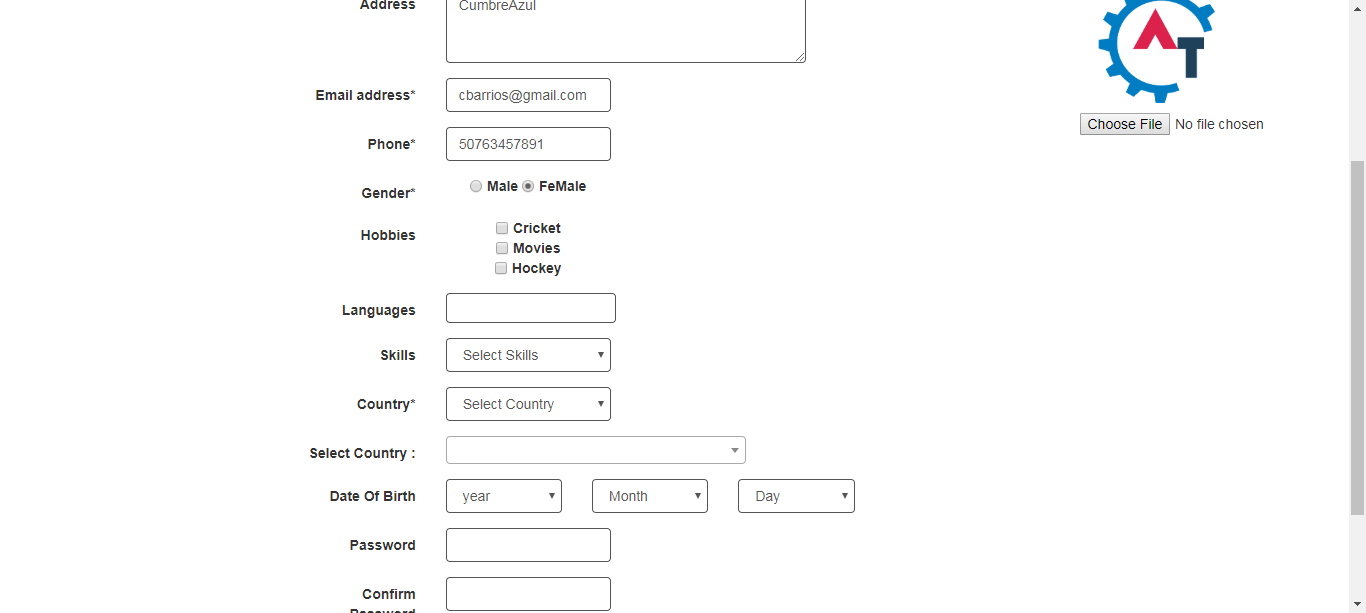 Address CumbreAzul
AT
Email address* cbarrios@gmail.com
Choose File No file chosen
Phone* 50763457891
Gender* Male FeMale
Hobbies Cricket
Movies
Hockey
Languages
Skills Select Skills
Country* Select Country
Select Country :
Date Of Birth year Month Day
Password
Confirm
Password